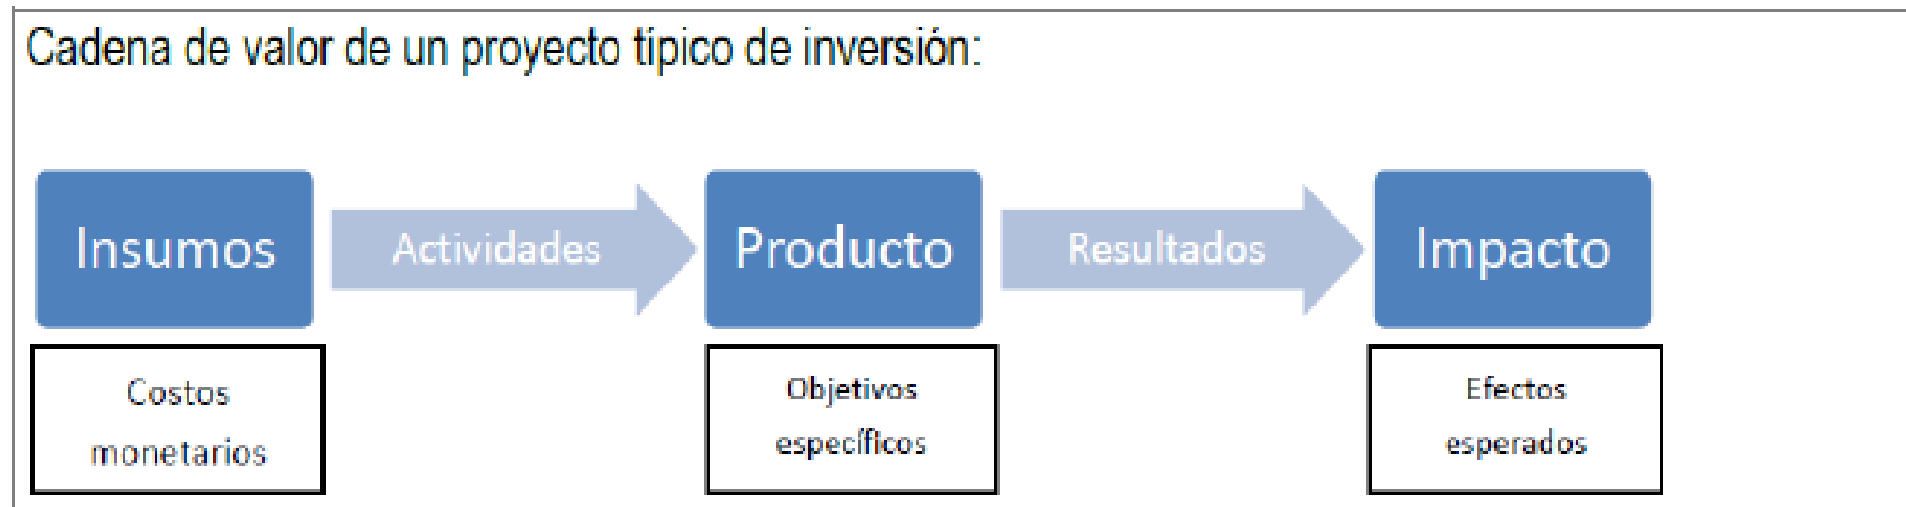 Cadena de valor de un proyecto típico de inversión:
Insumos
Actividades
Producto
Resultados
Impacto
Costos
monetarios
Objetivos
específicos
Efectos
esperados